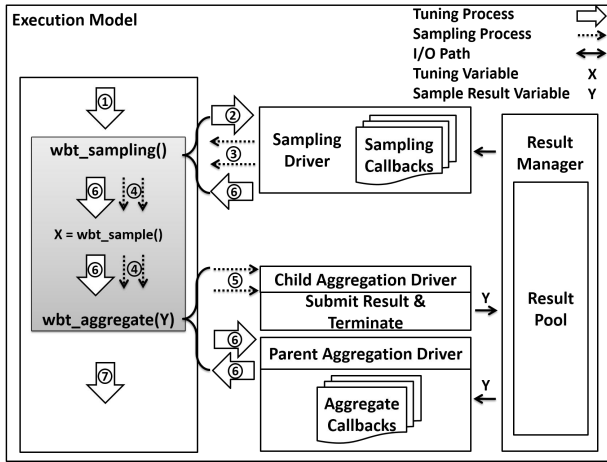 Execution Model
Tuning Process
Sampling Process
I/O Path
Tuning Variable X
Sample Result Variable Y
①
②
③
⑥
wbt_sampling()
⑥
④
X = wbt_sample()
⑥
④
wbt_aggregate(Y)
⑦
Sampling
Driver
Sampling
Callbacks
⑤
Child Aggregation Driver
Submit Result &
Terminate
Y
⑥
⑥
Parent Aggregation Driver
Aggregate
Callbacks
Y
Result
Manager
Result
Pool